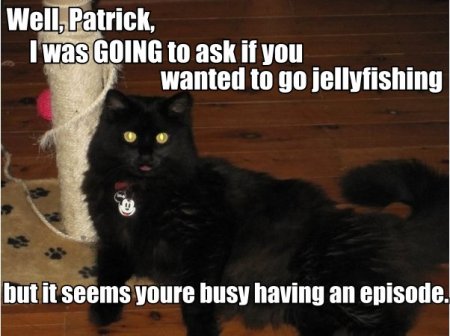 Well, Patrick,
I was GOING to ask if you
wanted to go jellyfishing
but it seems youre busy having an episode.